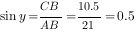 sin y = CB/AB = 10.5/21 = 0.5